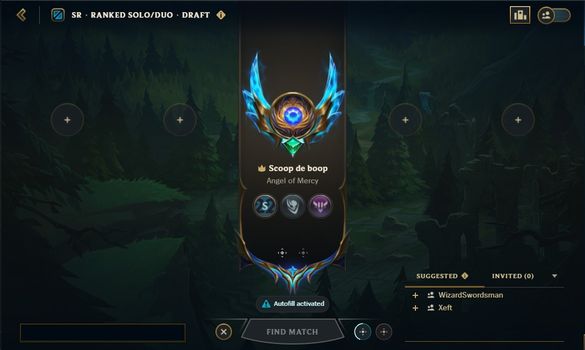 SR · RANKED SOLO/DUO · DRAFT
Scoop de boop
Angel of Mercy
Autofill activated
FIND MATCH
SUGGESTED
INVITED (0)
WizardSwordsman
Xeft